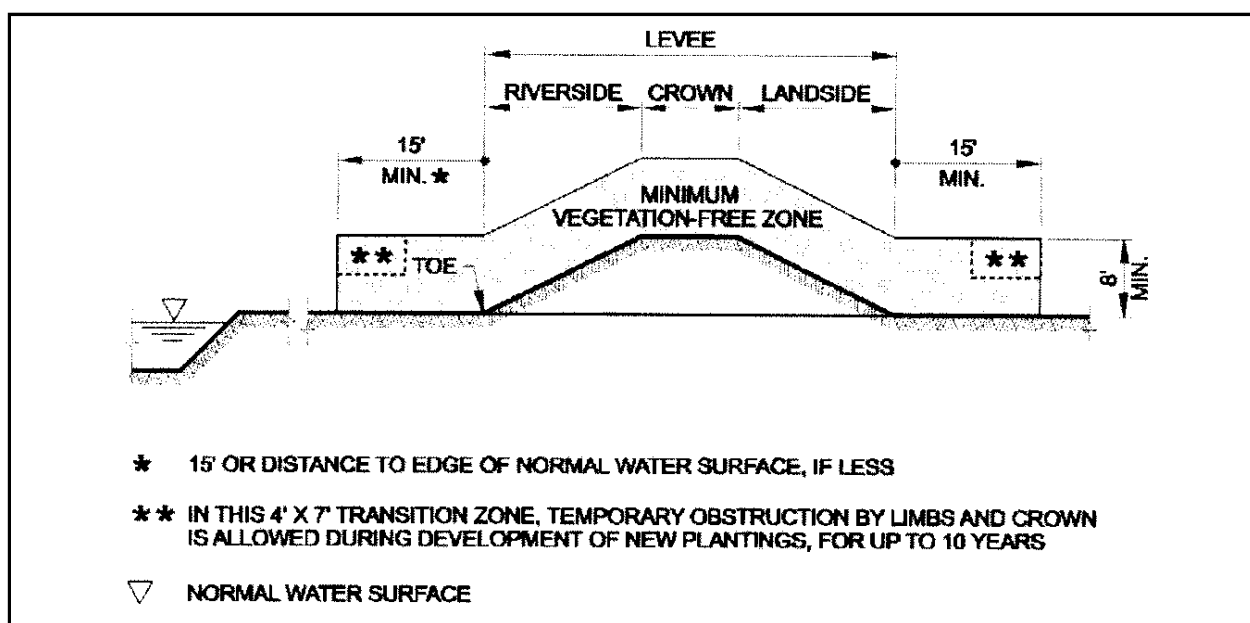 LEVEE
RIVERSIDE CROWN LANDSIDE
15'
MIN. *
15'
MIN.
MINIMUM
VEGETATION-FREE ZONE
**
TOE
**
8'
MIN.
* 15' OR DISTANCE TO EDGE OF NORMAL WATER SURFACE, IF LESS
** IN THIS 4' X 7' TRANSITION ZONE, TEMPORARY OBSTRUCTION BY LIMBS AND CROWN
IS ALLOWED DURING DEVELOPMENT OF NEW PLANTINGS, FOR UP TO 10 YEARS
▽ NORMAL WATER SURFACE